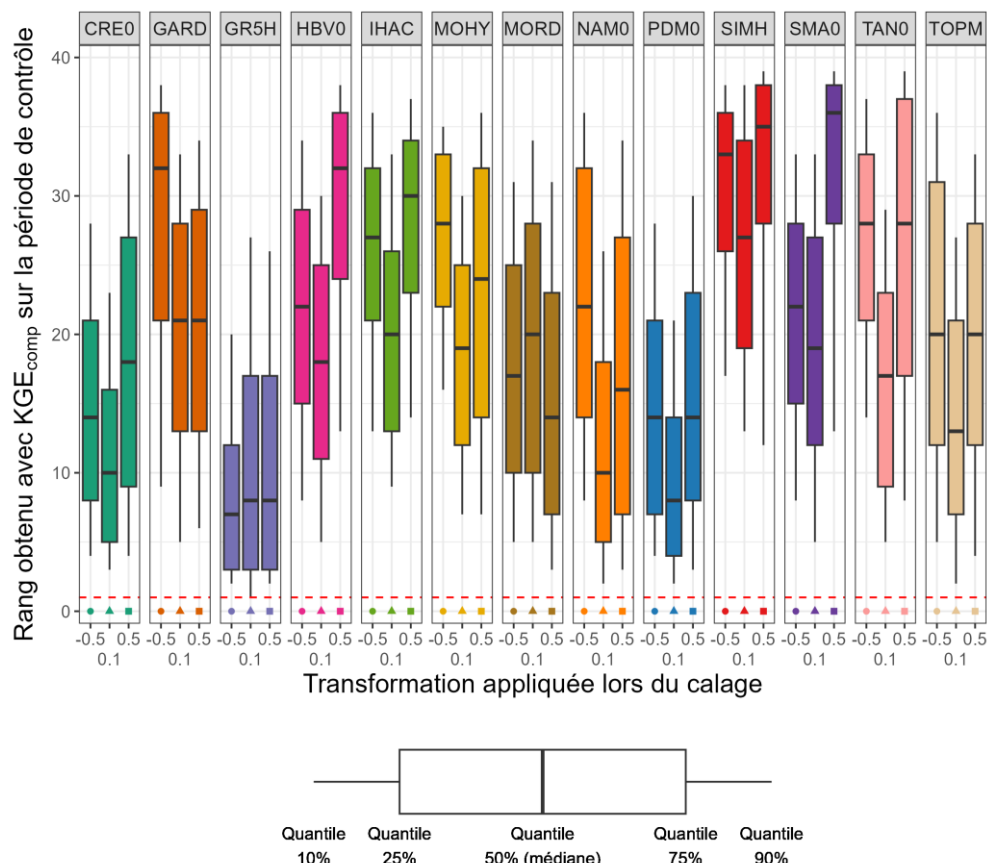 CRE0 GARD GR5H HBV0 IHAC MOHY MORD NAM0 PDM0 SIMH SMA0 TAN0 TOPM
Rang obtenu avec KGEcomp sur la période de contrôle
40
30
20
10
0
-0.5 0.5 -0.5 0.5 -0.5 0.5 -0.5 0.5 -0.5 0.5 -0.5 0.5 -0.5 0.5 -0.5 0.5 -0.5 0.5 -0.5 0.5 -0.5 0.5 -0.5 0.5 -0.5 0.5
0.1 0.1 0.1 0.1 0.1 0.1 0.1 0.1 0.1 0.1 0.1 0.1 0.1
Transformation appliquée lors du calage
Quantile Quantile Quantile Quantile Quantile
10% 25% 50% (médiane) 75% 90%